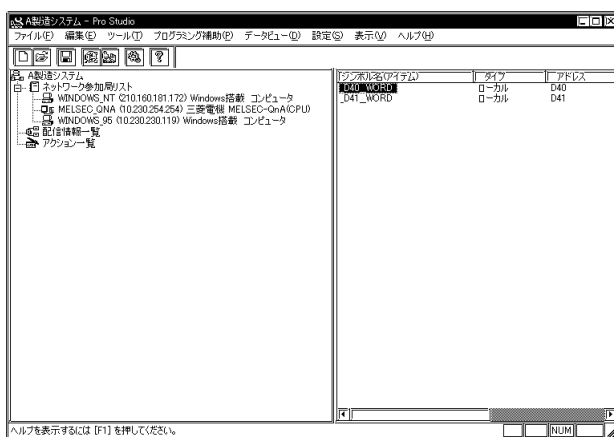 A製造システム - Pro Studio
ファイル(F) 編集(E) ツール(T) プログラミング補助(P) データビュー(D) 設定(S) 表示(V) ヘルプ(H)
A製造システム
ネットワーク参加局リスト
WINDOWS_NT (210.160.181.172) Windows搭載 コンピュータ
MELSEC_QNA (10.230.254.254) 三菱電機 MELSEC-QnA(CPU)
WINDOWS_95 (10.230.230.119) Windows搭載 コンピュータ
配信情報一覧
アクション一覧
シンボル名(アイテム) タイプ アドレス
_D40_WORD ローカル D40
_D41_WORD ローカル D41
ヘルプを表示するには [F1] を押してください。 NUM